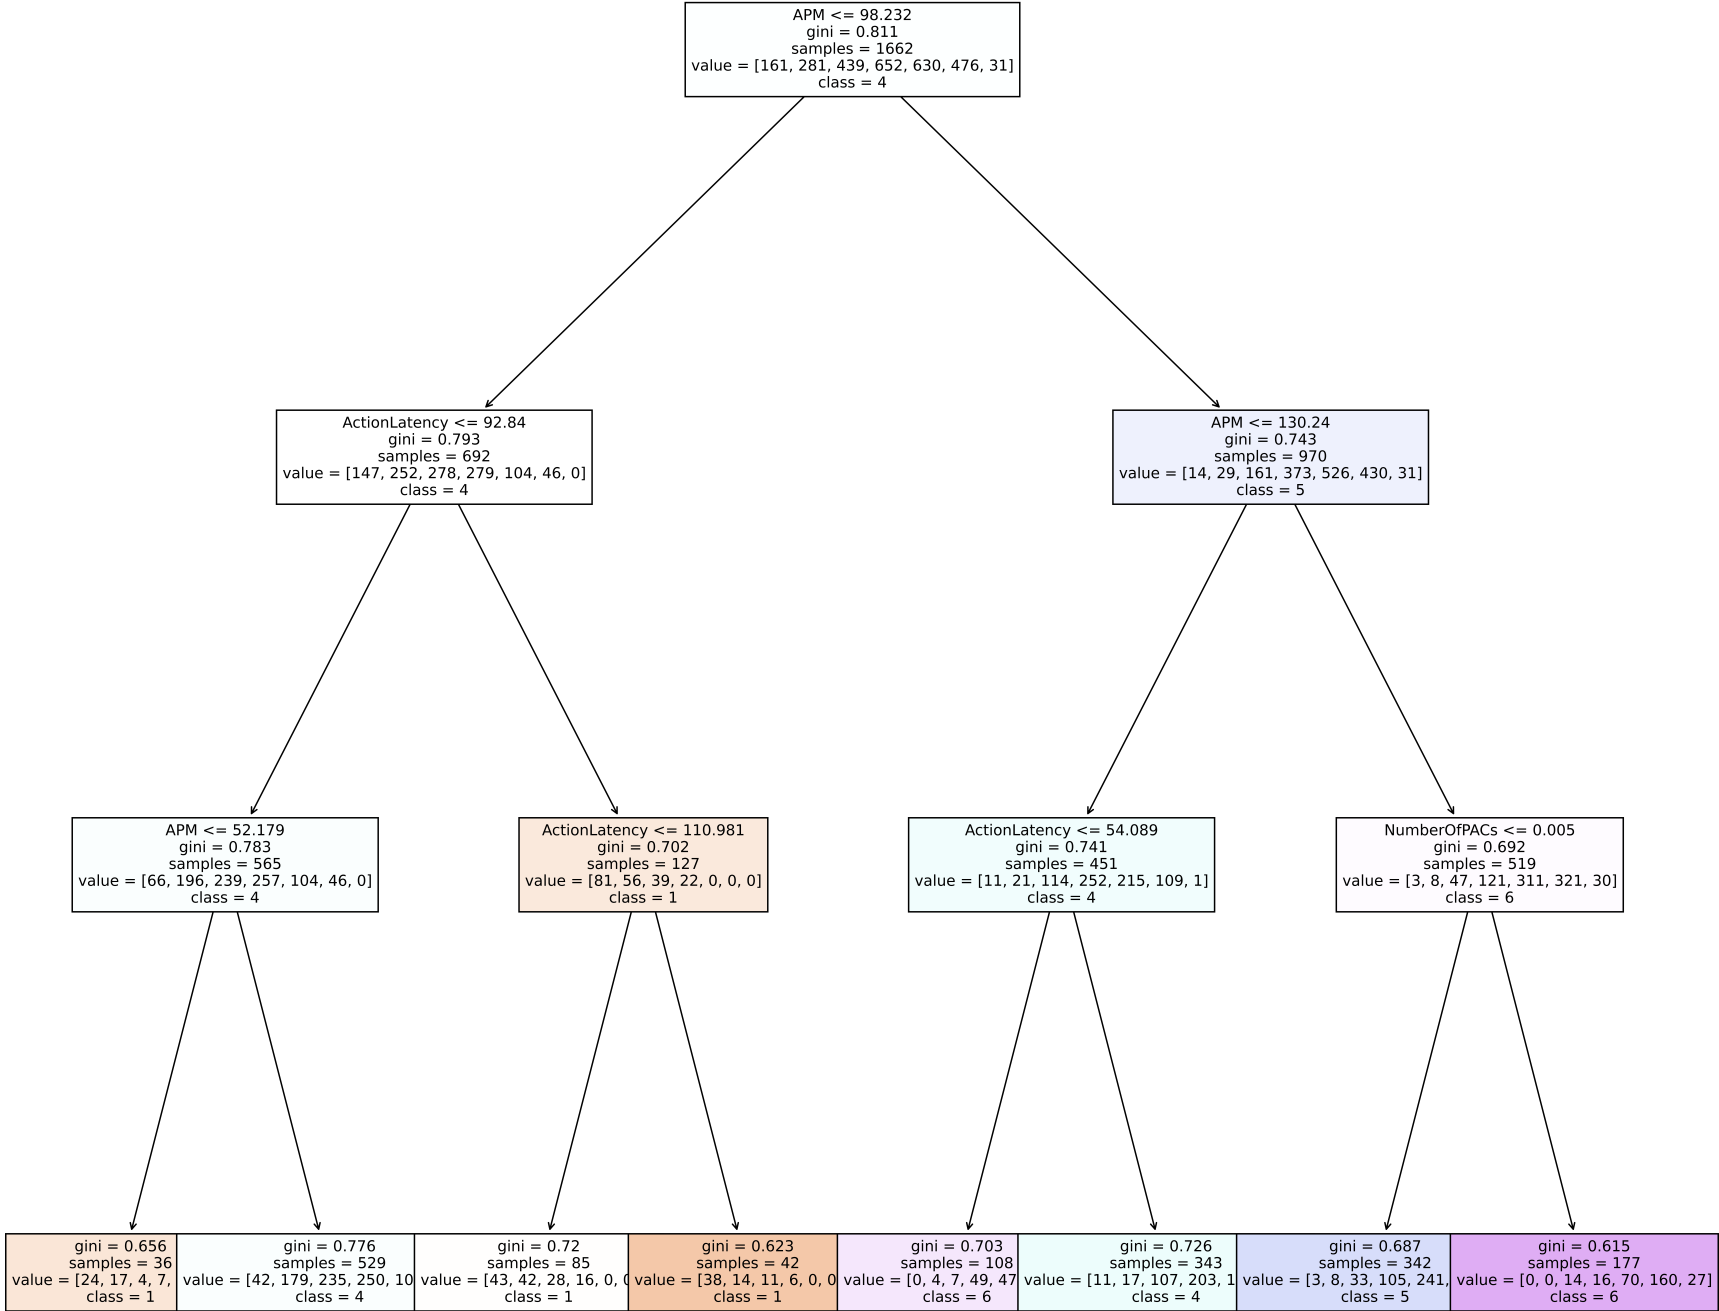 APM <= 98.232
gini = 0.811
samples = 1662
value = [161, 281, 439, 652, 630, 476, 31]
class = 4
ActionLatency <= 92.84
gini = 0.793
samples = 692
value = [147, 252, 278, 279, 104, 46, 0]
class = 4
APM <= 130.24
gini = 0.743
samples = 970
value = [14, 29, 161, 373, 526, 430, 31]
class = 5
APM <= 52.179
gini = 0.783
samples = 565
value = [66, 196, 239, 257, 104, 46, 0]
class = 4
ActionLatency <= 110.981
gini = 0.702
samples = 127
value = [81, 56, 39, 22, 0, 0, 0]
class = 1
ActionLatency <= 54.089
gini = 0.741
samples = 451
value = [11, 21, 114, 252, 215, 109, 1]
class = 4
NumberOfPACs <= 0.005
gini = 0.692
samples = 519
value = [3, 8, 47, 121, 311, 321, 30]
class = 6
gini = 0.656
samples = 36
value = [24, 17, 4, 7,
class = 1
gini = 0.776
samples = 529
value = [42, 179, 235, 250, 10
class = 4
gini = 0.72
samples = 85
value = [43, 42, 28, 16, 0,
class = 1
gini = 0.623
samples = 42
value = [38, 14, 11, 6, 0, 0, 0
class = 1
gini = 0.703
samples = 108
value = [0, 4, 7, 49, 47
class = 6
gini = 0.726
samples = 343
value = [11, 17, 107, 203, 1
class = 4
gini = 0.687
samples = 342
value = [3, 8, 33, 105, 241,
class = 5
gini = 0.615
samples = 177
value = [0, 0, 14, 16, 70, 160, 27]
class = 6